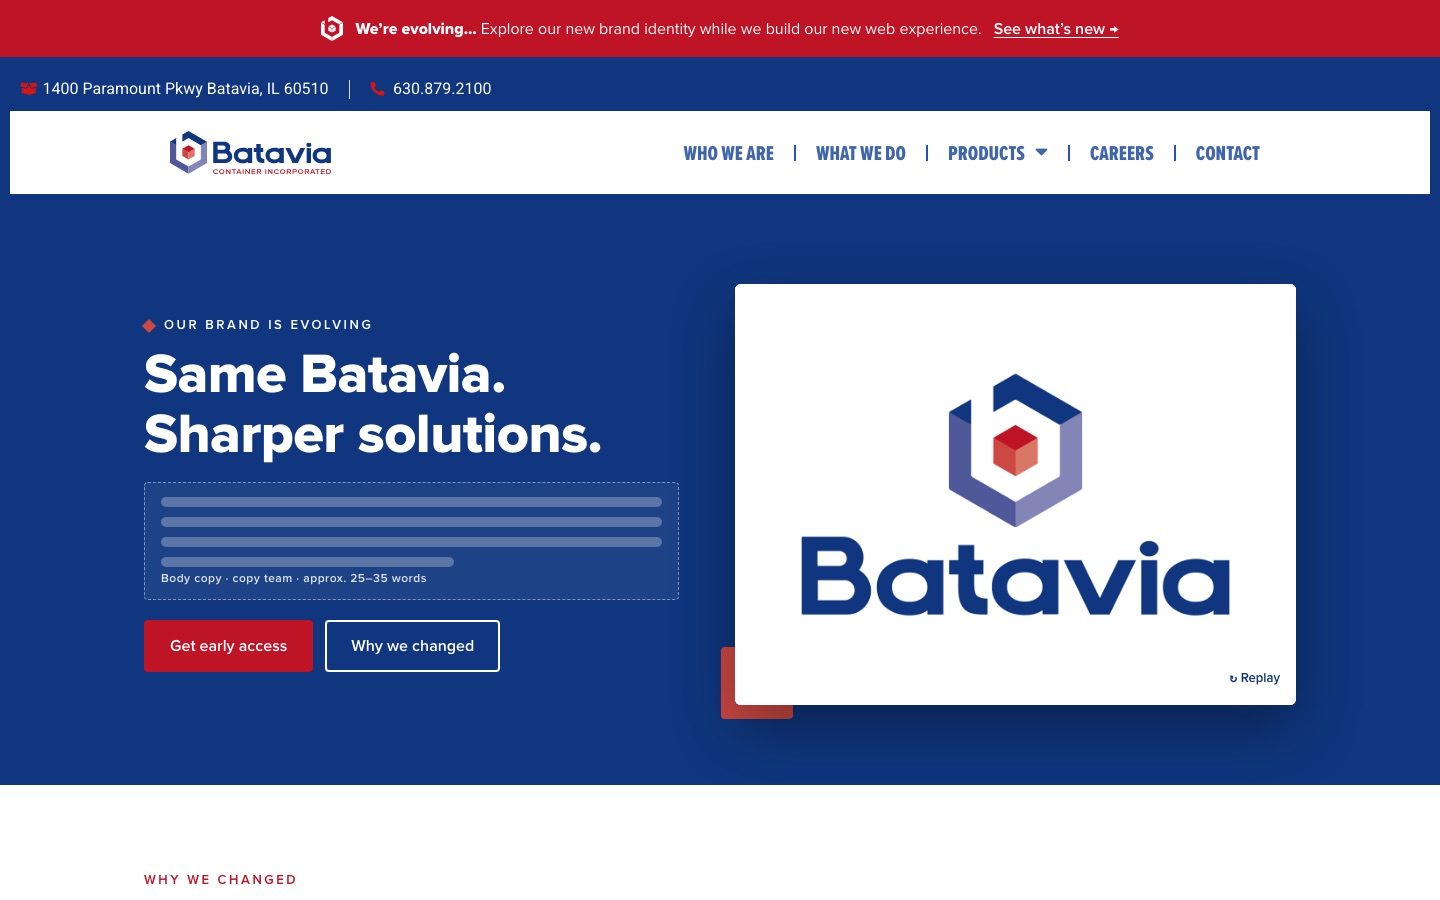 We're evolving... Explore our new brand identity while we build our new web experience. See what's new →
1400 Paramount Pkwy Batavia, IL 60510
630.879.2100
Batavia
CONTAINER INCORPORATED
WHO WE ARE
WHAT WE DO
PRODUCTS
CAREERS
CONTACT
OUR BRAND IS EVOLVING
Same Batavia.
Sharper solutions.
Body copy · copy team · approx. 25–35 words
Get early access
Why we changed
Batavia
↻ Replay
WHY WE CHANGED